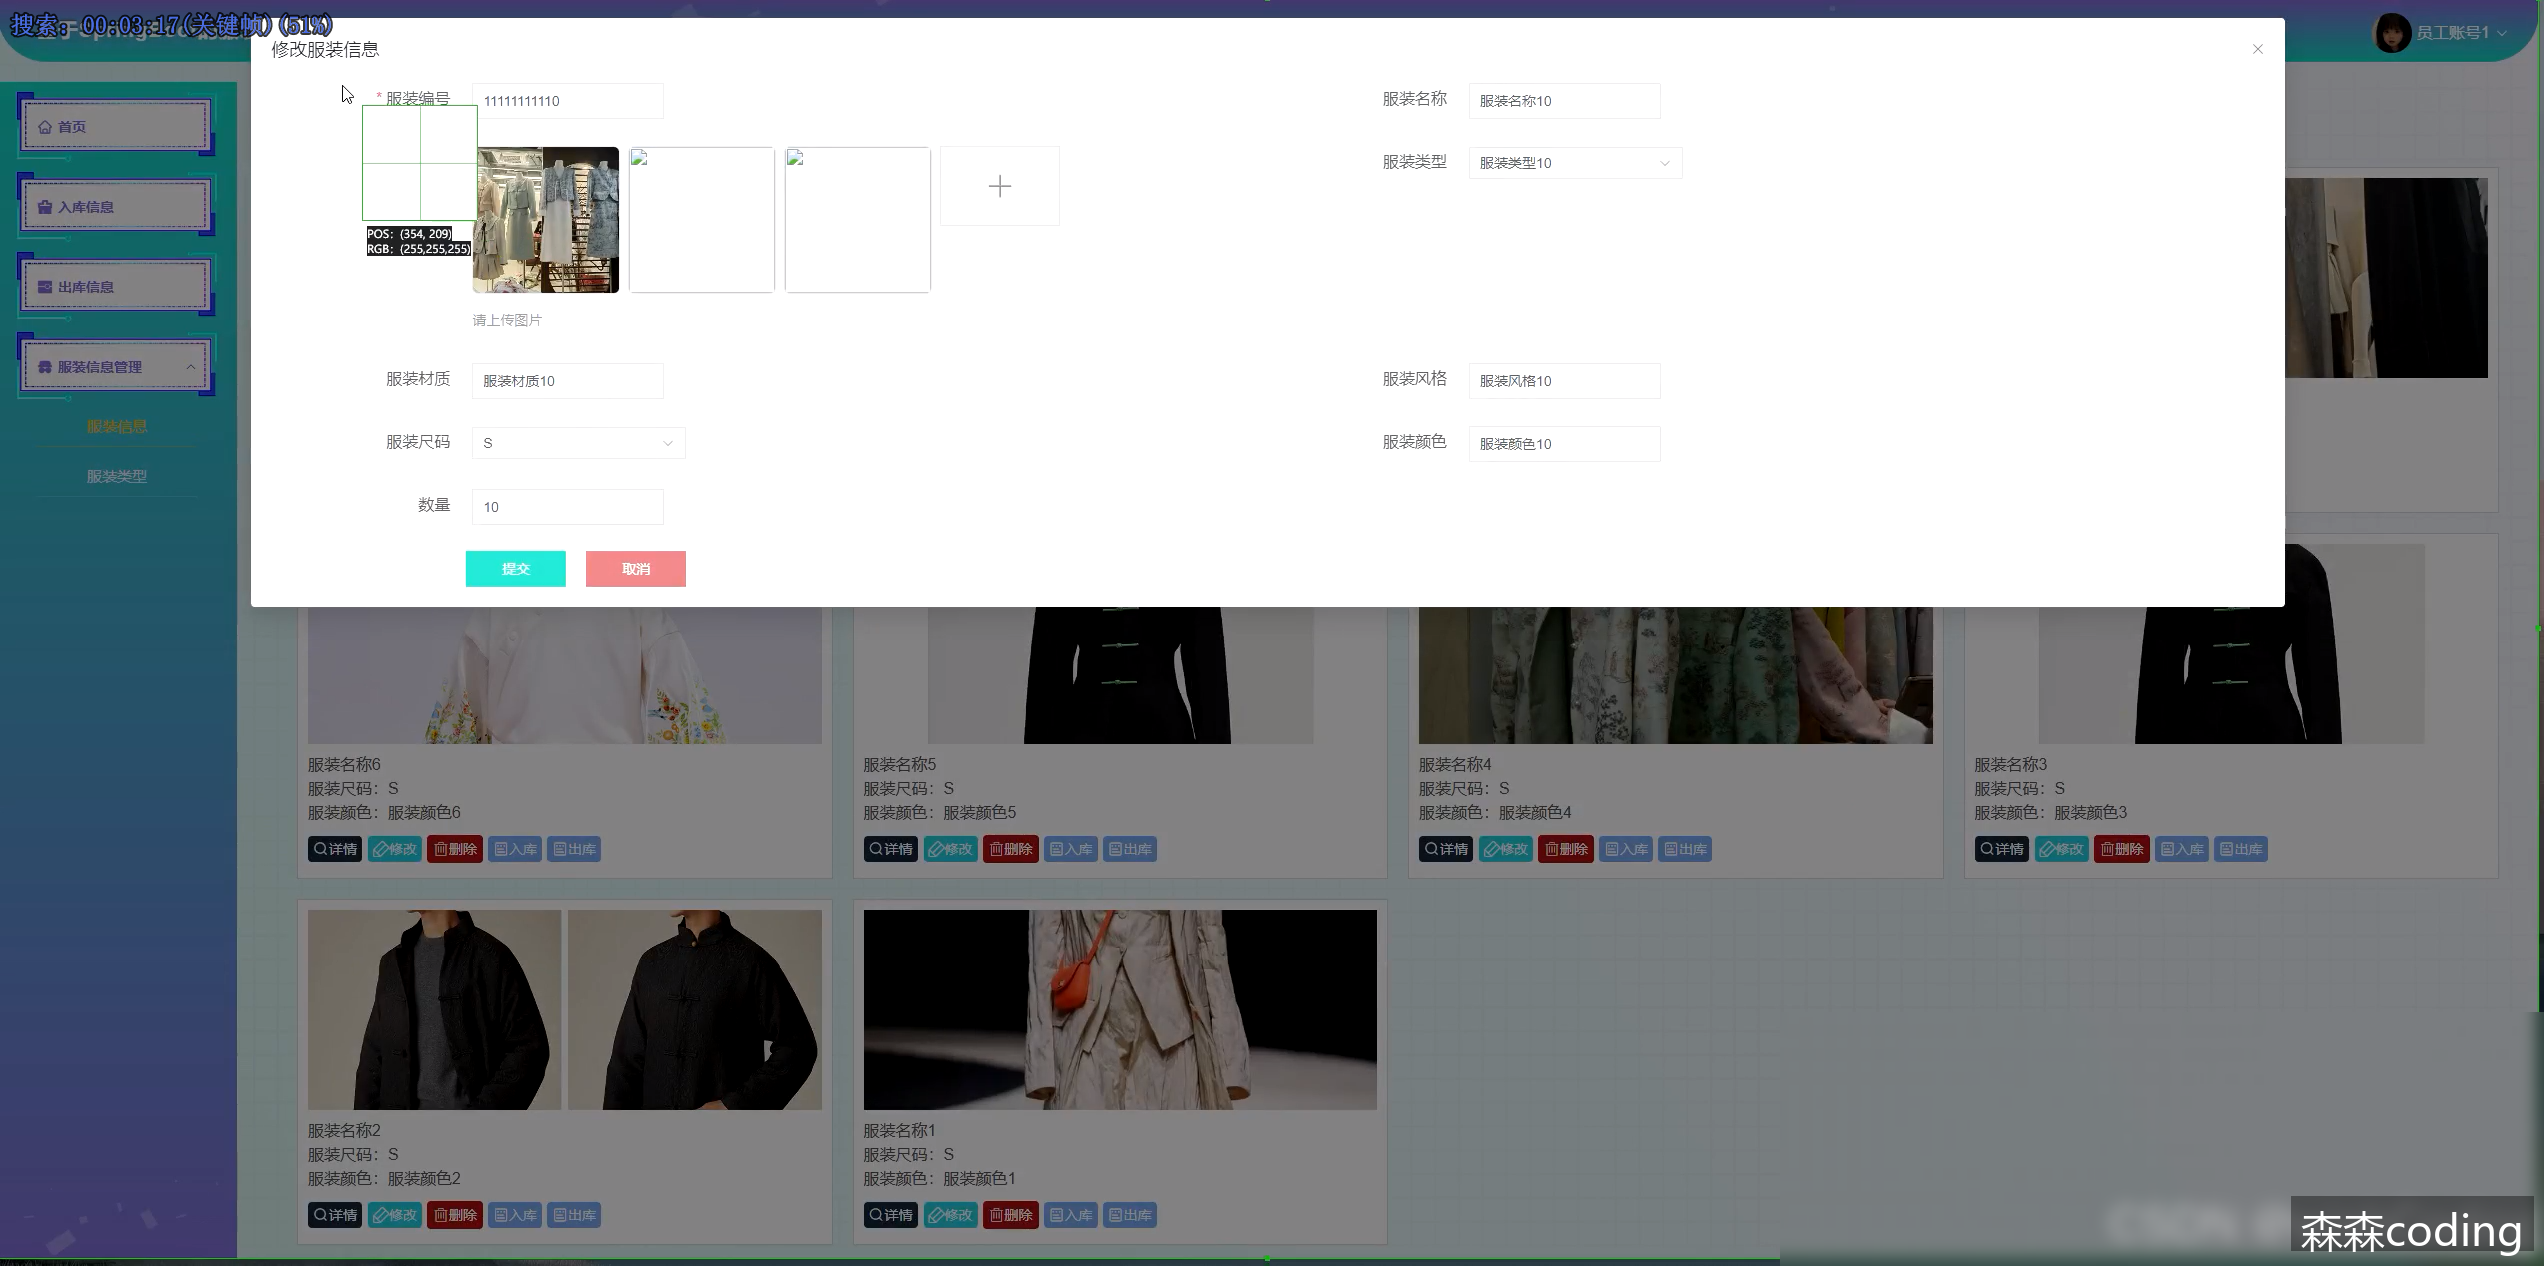 搜索: 00:03:17(关键帧)(51%)
员工账号1
修改服装信息
* 服装编号
11111111110
服装名称
服装名称10
服装类型
服装类型10
POS: (354, 209)
RGB: (255,255,255)
请上传图片
服装材质
服装材质10
服装风格
服装风格10
服装尺码
S
服装颜色
服装颜色10
数量
10
提交
取消
首页
入库信息
出库信息
服装信息管理
服装信息
服装类型
服装名称6
服装尺码：S
服装颜色：服装颜色6
详情 修改 删除 入库 出库
服装名称5
服装尺码：S
服装颜色：服装颜色5
详情 修改 删除 入库 出库
服装名称4
服装尺码：S
服装颜色：服装颜色4
详情 修改 删除 入库 出库
服装名称3
服装尺码：S
服装颜色：服装颜色3
详情 修改 删除 入库 出库
服装名称2
服装尺码：S
服装颜色：服装颜色2
详情 修改 删除 入库 出库
服装名称1
服装尺码：S
服装颜色：服装颜色1
详情 修改 删除 入库 出库
森森coding